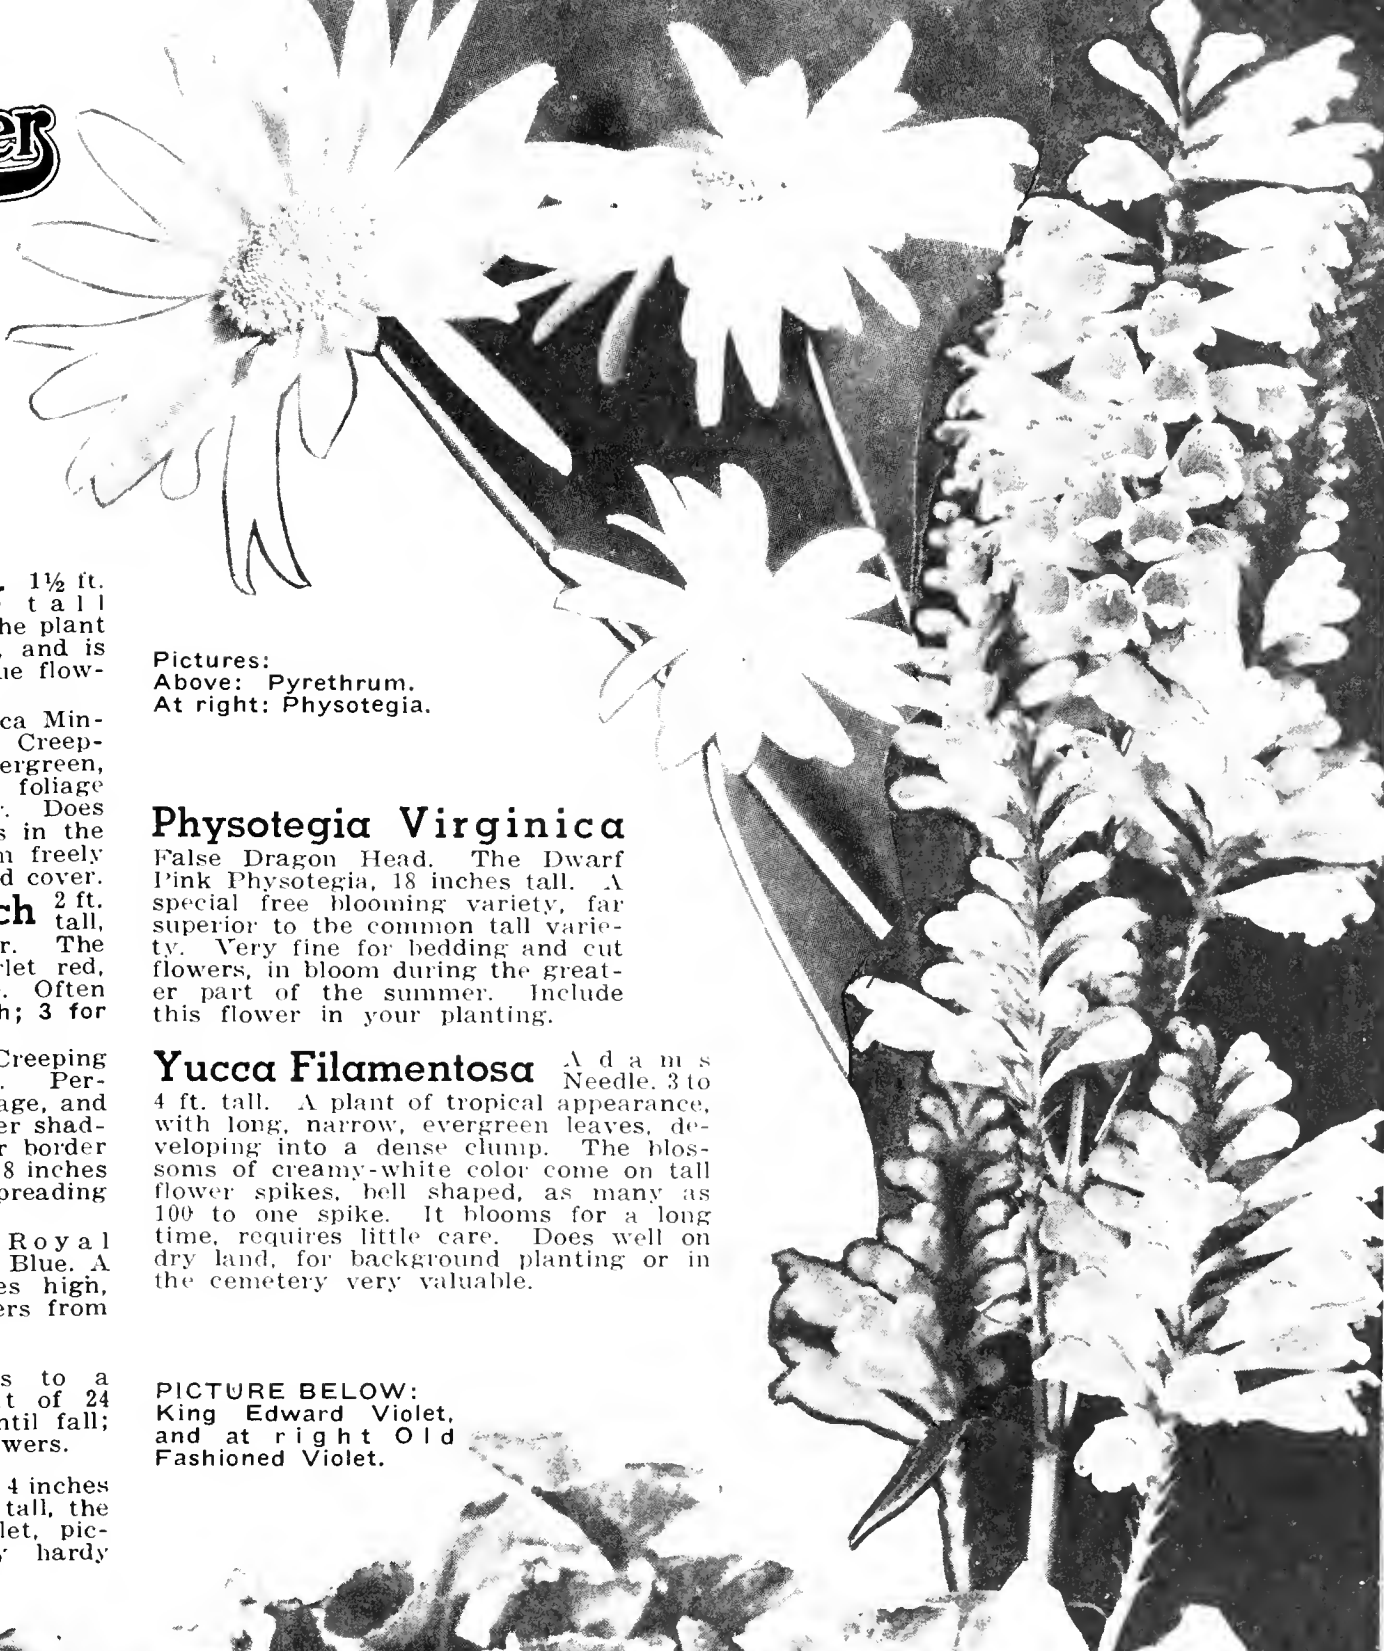 er
1½ ft.
tall
he plant
, and is
ue flow-
ca Min-
Creep-
ergreen,
foliage
r. Does
s in the
n freely
d cover.
ch 2 ft.
tall,
r. The
rlet red,
. Often
h; 3 for
Creeping
. Per-
age, and
er shad-
r border
8 inches
preading
Royal
Blue. A
es high,
ers from
s to a
t of 24
ntil fall;
wers.
4 inches
tall, the
let, pic-
y hardy
Pictures:
Above: Pyrethrum.
At right: Physotegia.
Physotegia Virginica
False Dragon Head. The Dwarf
Pink Physotegia, 18 inches tall. A
special free blooming variety, far
superior to the common tall varie-
ty. Very fine for bedding and cut
flowers, in bloom during the great-
er part of the summer. Include
this flower in your planting.
Yucca Filamentosa Adams
Needle. 3 to
4 ft. tall. A plant of tropical appearance,
with long, narrow, evergreen leaves, de-
veloping into a dense clump. The blos-
soms of creamy-white color come on tall
flower spikes, bell shaped, as many as
100 to one spike. It blooms for a long
time, requires little care. Does well on
dry land, for background planting or in
the cemetery very valuable.
PICTURE BELOW:
King Edward Violet,
and at right Old
Fashioned Violet.